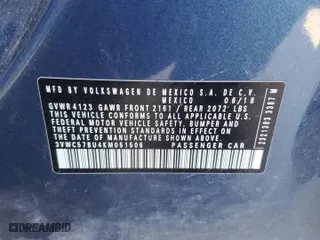 MFD. BY VOLKSWAGEN DE MEXICO S.A. DE C.V.
MEXICO 06/18
GVWR 4123 GAWR FRONT 2161 / REAR 2072 LBS
THIS VEHICLE CONFORMS TO ALL APPLICABLE
FEDERAL MOTOR VEHICLE SAFETY, BUMPER, AND
THEFT PREVENTION STANDARDS IN EFFECT ON
THE DATE OF MANUFACTURE SHOWN ABOVE.
3VWC57BU4KM051506 PASSENGER CAR